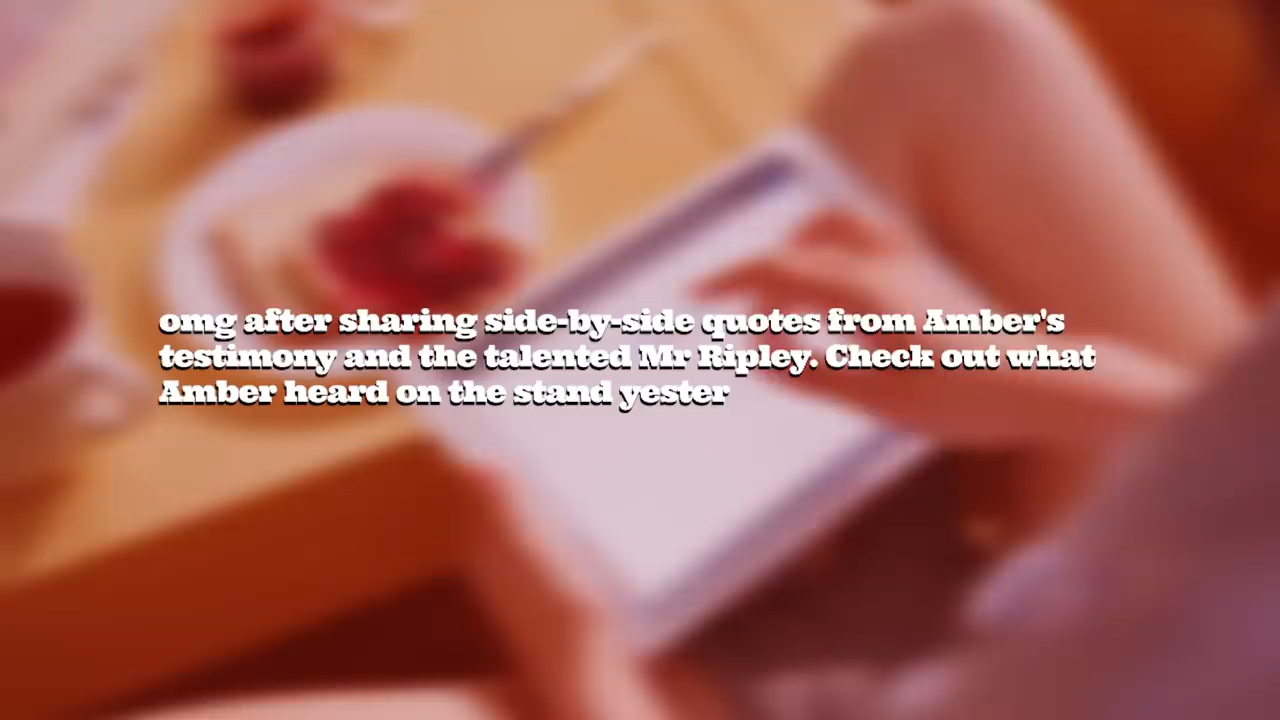 omg after sharing side-by-side quotes from Amber's
testimony and the talented Mr Ripley. Check out what
Amber heard on the stand yester